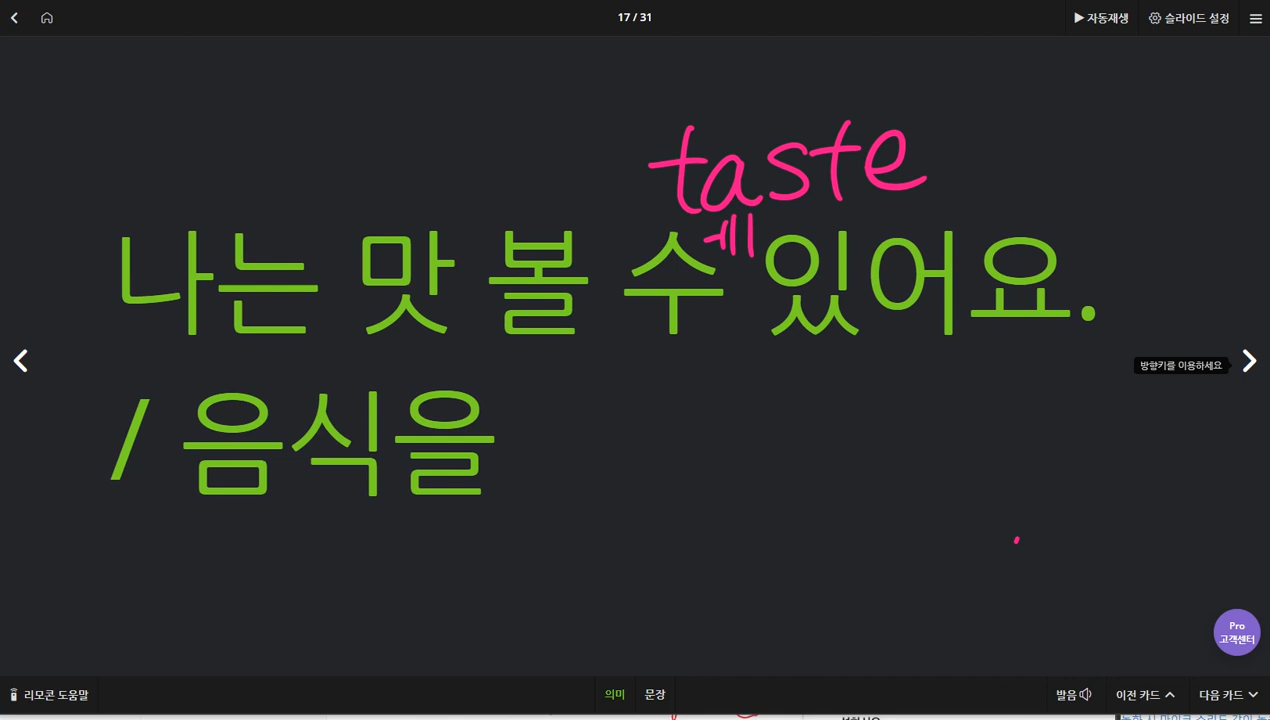 17 / 31
자동재생
슬라이드 설정
taste
ㅔ
나는 맛 볼 수 있어요.
/ 음식을
방향키를 이용하세요
Pro
고객센터
리모콘 도움말
의미
문장
발음
이전 카드
다음 카드